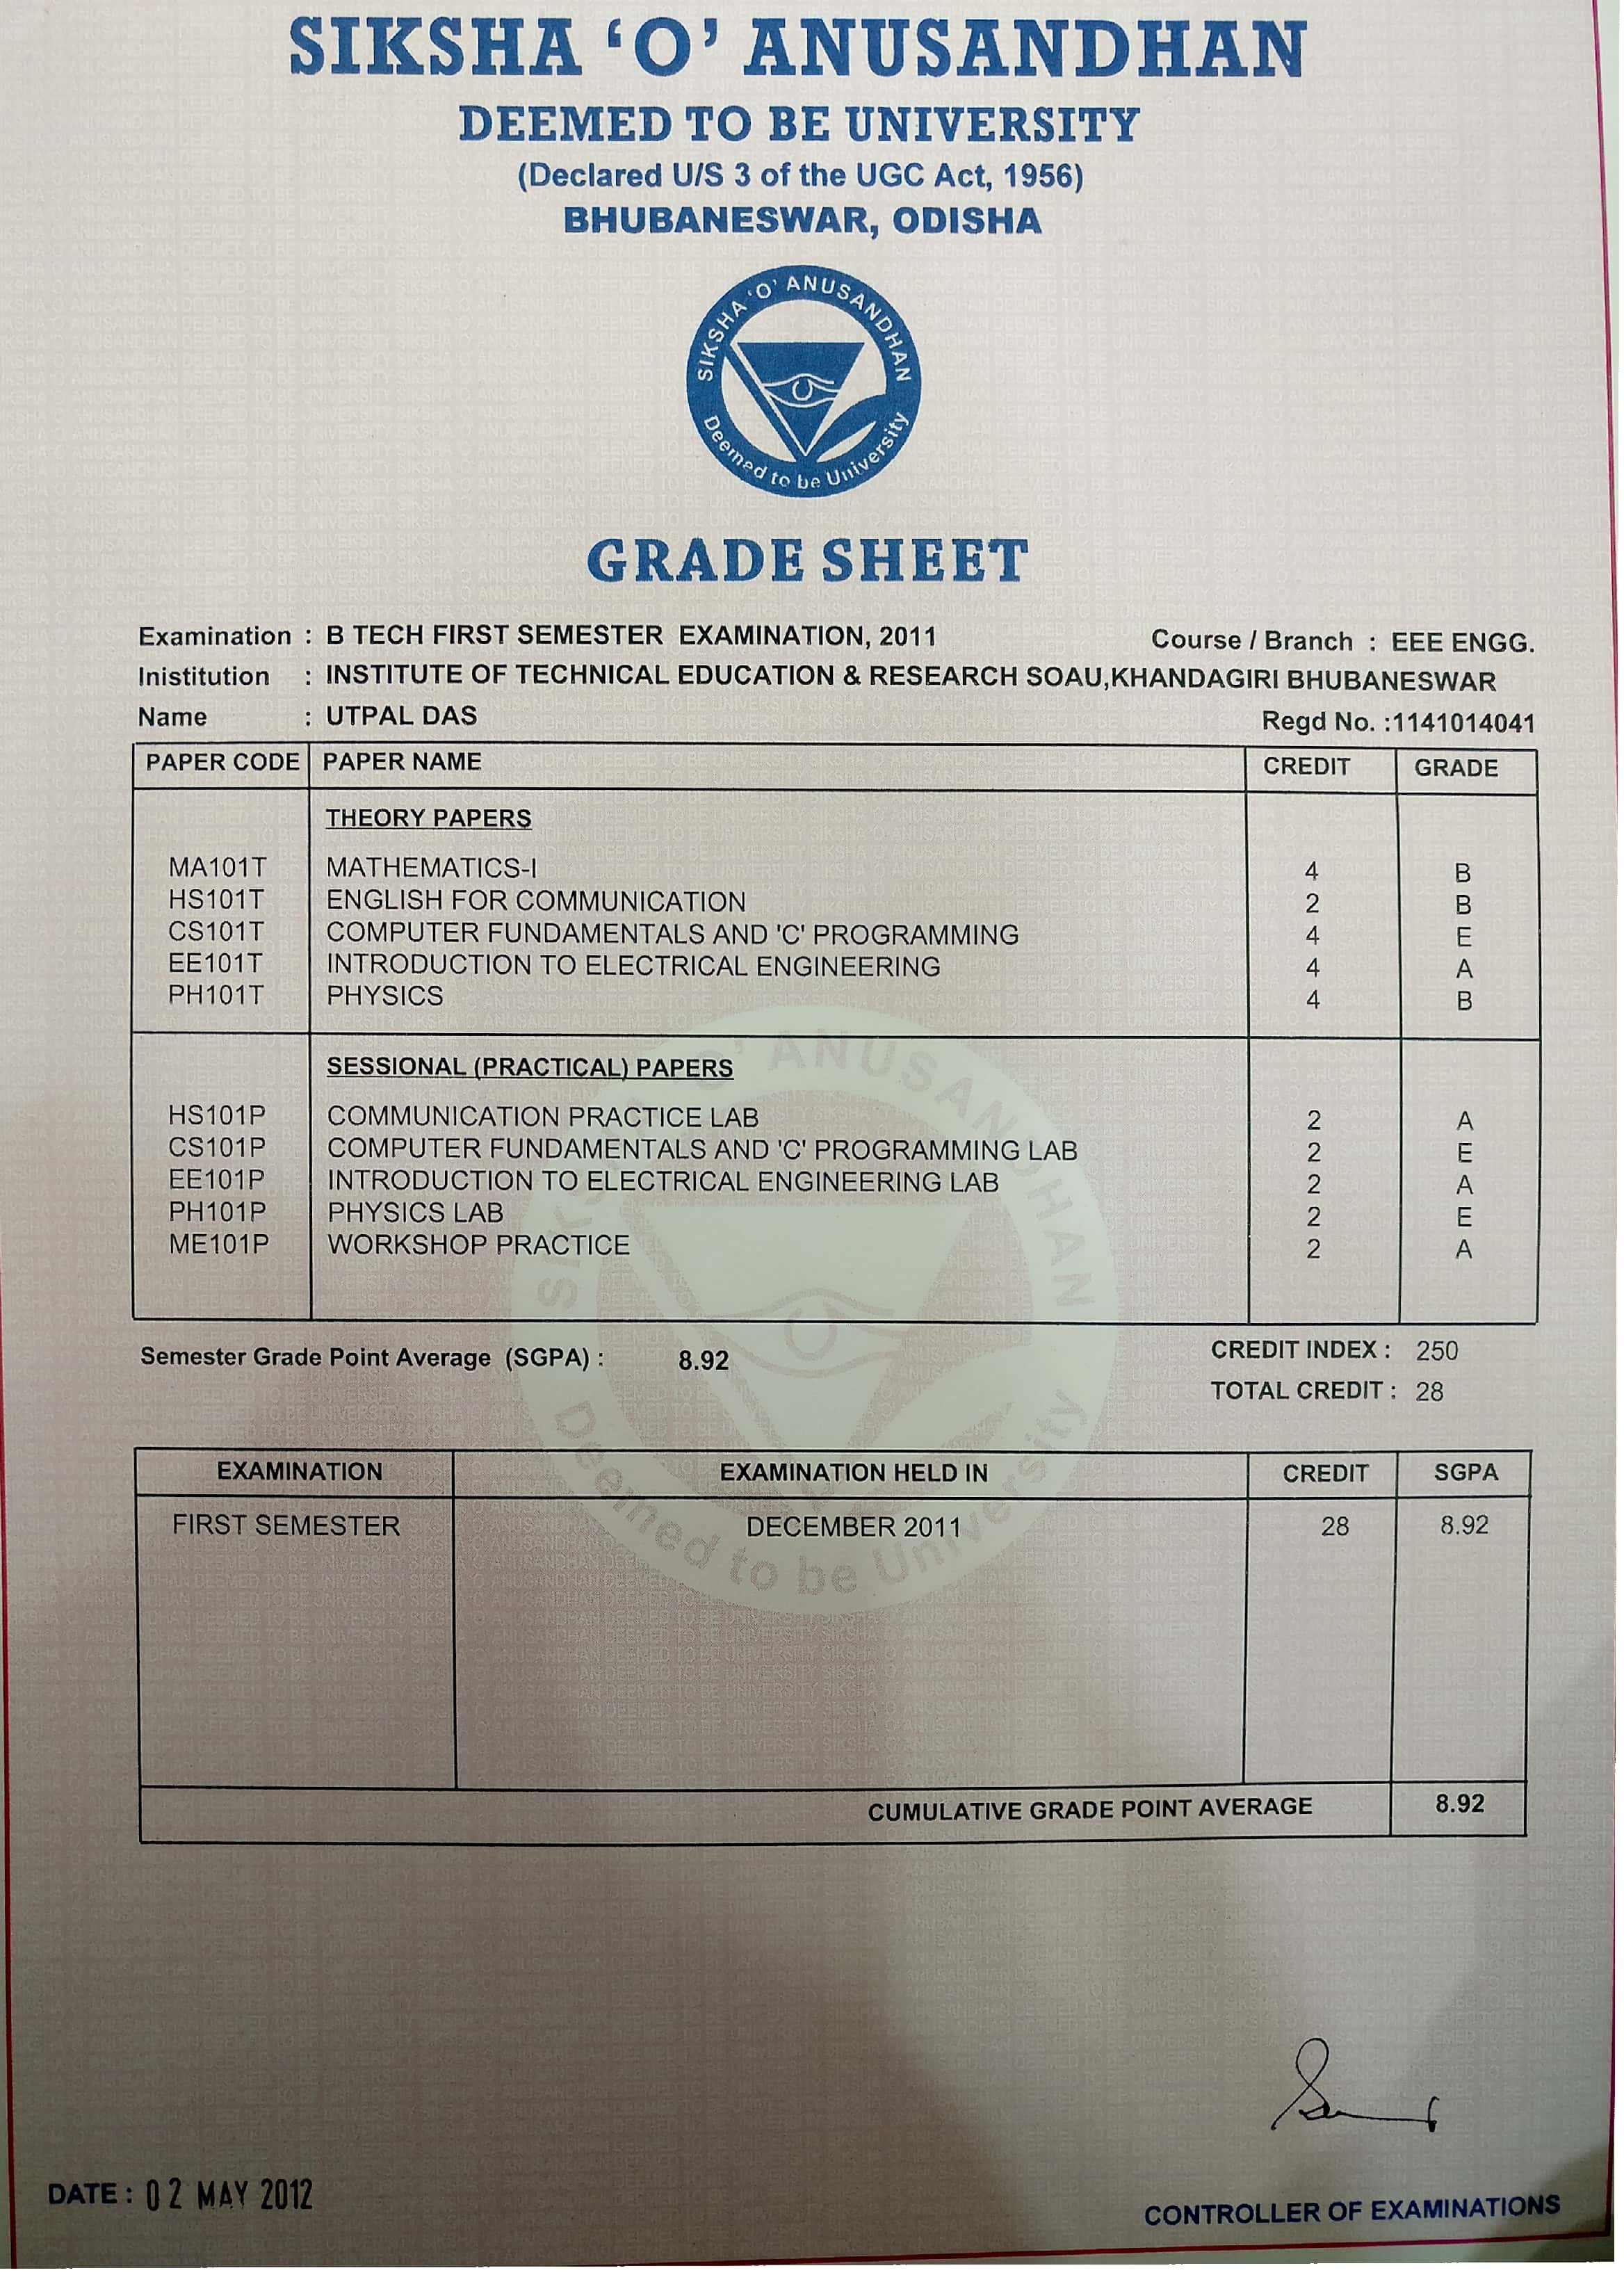 SIKSHA ‘O’ ANUSANDHAN
DEEMED TO BE UNIVERSITY
(Declared U/S 3 of the UGC Act, 1956)
BHUBANESWAR, ODISHA
SIKSHA 'O' ANUSANDHAN
Deemed to be University
GRADE SHEET
Examination : B TECH FIRST SEMESTER EXAMINATION, 2011 Course / Branch : EEE ENGG.
Inistitution : INSTITUTE OF TECHNICAL EDUCATION & RESEARCH SOAU,KHANDAGIRI BHUBANESWAR
Name : UTPAL DAS Regd No. :1141014041
PAPER CODE PAPER NAME CREDIT GRADE
THEORY PAPERS
MA101T MATHEMATICS-I 4 B
HS101T ENGLISH FOR COMMUNICATION 2 B
CS101T COMPUTER FUNDAMENTALS AND 'C' PROGRAMMING 4 E
EE101T INTRODUCTION TO ELECTRICAL ENGINEERING 4 A
PH101T PHYSICS 4 B
SESSIONAL (PRACTICAL) PAPERS
HS101P COMMUNICATION PRACTICE LAB 2 A
CS101P COMPUTER FUNDAMENTALS AND 'C' PROGRAMMING LAB 2 E
EE101P INTRODUCTION TO ELECTRICAL ENGINEERING LAB 2 A
PH101P PHYSICS LAB 2 E
ME101P WORKSHOP PRACTICE 2 A
Semester Grade Point Average (SGPA) : 8.92 CREDIT INDEX : 250
TOTAL CREDIT : 28
EXAMINATION EXAMINATION HELD IN CREDIT SGPA
FIRST SEMESTER DECEMBER 2011 28 8.92
CUMULATIVE GRADE POINT AVERAGE 8.92
DATE : 02 MAY 2012
CONTROLLER OF EXAMINATIONS